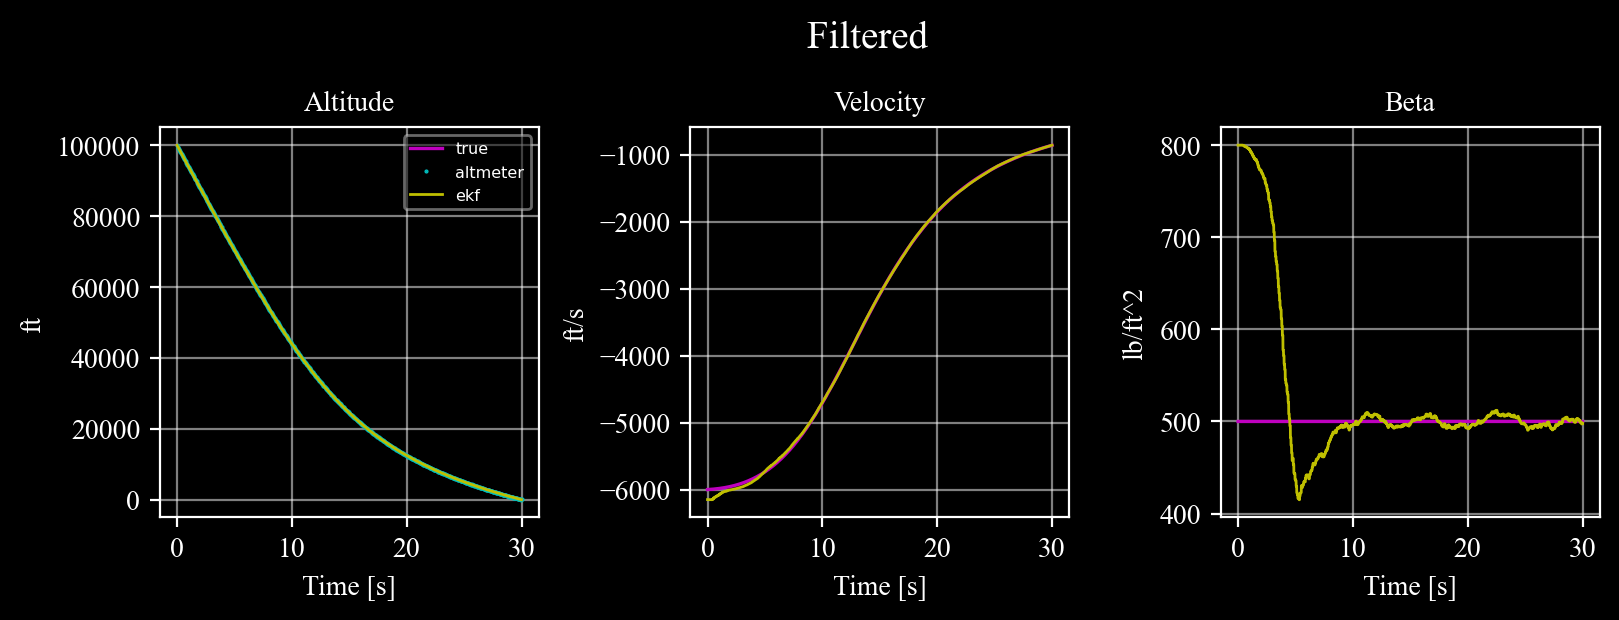 Filtered
Altitude
100000
80000
60000
40000
20000
0
ft
0 10 20 30
Time [s]
true
altmeter
ekf
Velocity
−1000
−2000
−3000
−4000
−5000
−6000
ft/s
0 10 20 30
Time [s]
Beta
800
700
600
500
400
lb/ft^2
0 10 20 30
Time [s]